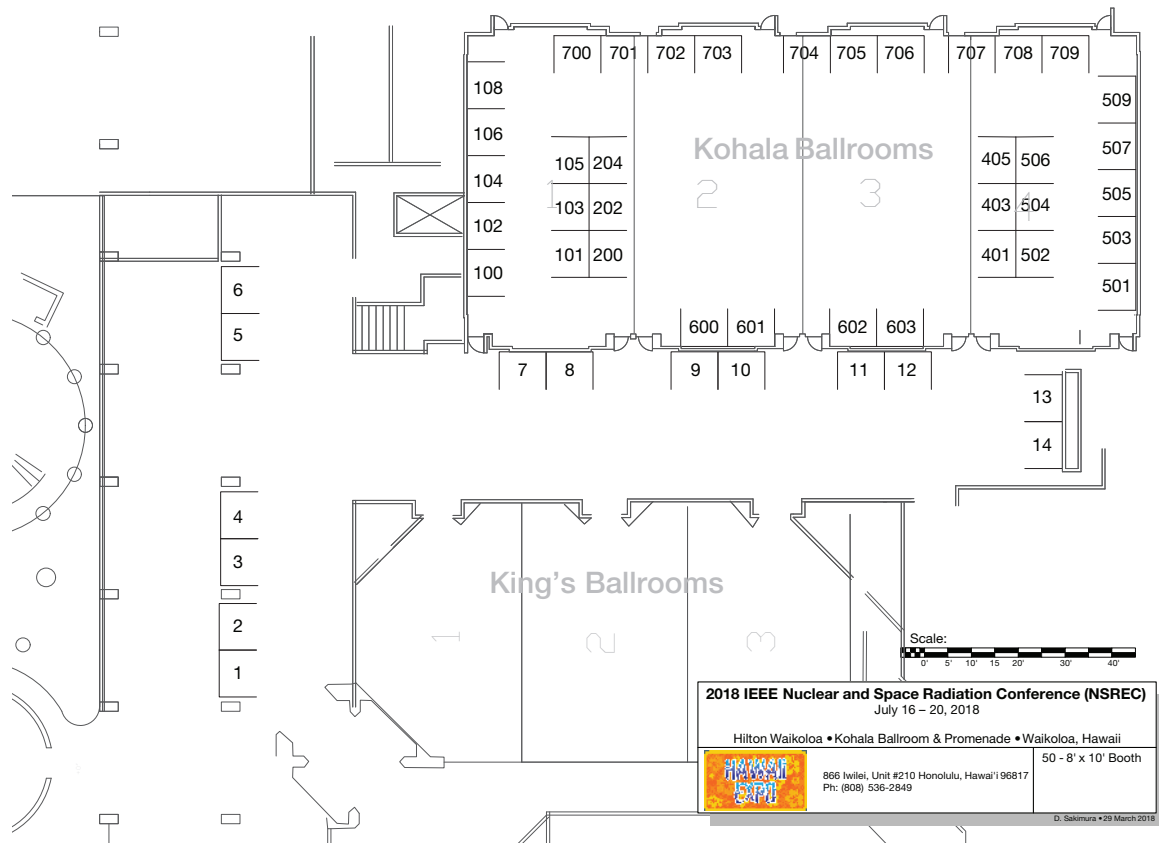 700 701 702 703 704 705 706 707 708 709
108
509
106
507
105 204
Kohala Ballrooms
405 506
104
505
1 103 202
2
3
403 504 4
102
503
101 200
401 502
100
501
6
5
600 601
602 603
7 8
9 10
11 12
13
14
4
3
King's Ballrooms
2
1
1
2
3
Scale:
0' 5' 10' 15 20' 30' 40'
2018 IEEE Nuclear and Space Radiation Conference (NSREC)
July 16 – 20, 2018
Hilton Waikoloa • Kohala Ballroom & Promenade • Waikoloa, Hawaii
HAWAII
EXPO
866 Iwilei, Unit #210 Honolulu, Hawai'i 96817
Ph: (808) 536-2849
50 - 8' x 10' Booth
D. Sakimura • 29 March 2018